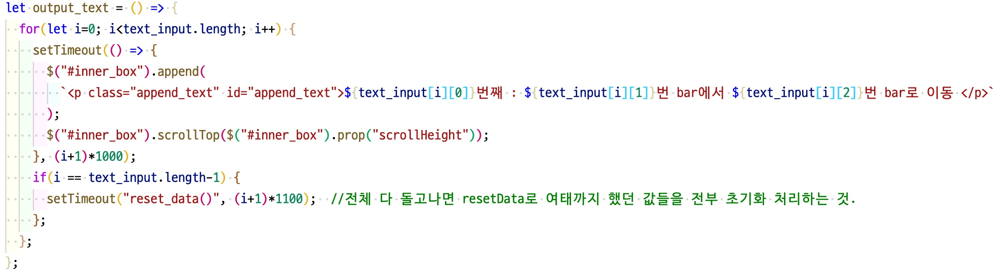 let output_text = () => {
  for(let i=0; i<text_input.length; i++) {
    setTimeout(() => {
      $("#inner_box").append(
        `<p class="append_text" id="append_text">${text_input[i][0]}번째 : ${text_input[i][1]}번 bar에서 ${text_input[i][2]}번 bar로 이동 </p>`
      );
      $("#inner_box").scrollTop($("#inner_box").prop("scrollHeight"));
    }, (i+1)*1000);
    if(i == text_input.length-1) {
      setTimeout("reset_data()", (i+1)*1100);  //전체 다 돌고나면 resetData로 여태까지 했던 값들을 전부 초기화 처리하는 것.
    };
  };
};